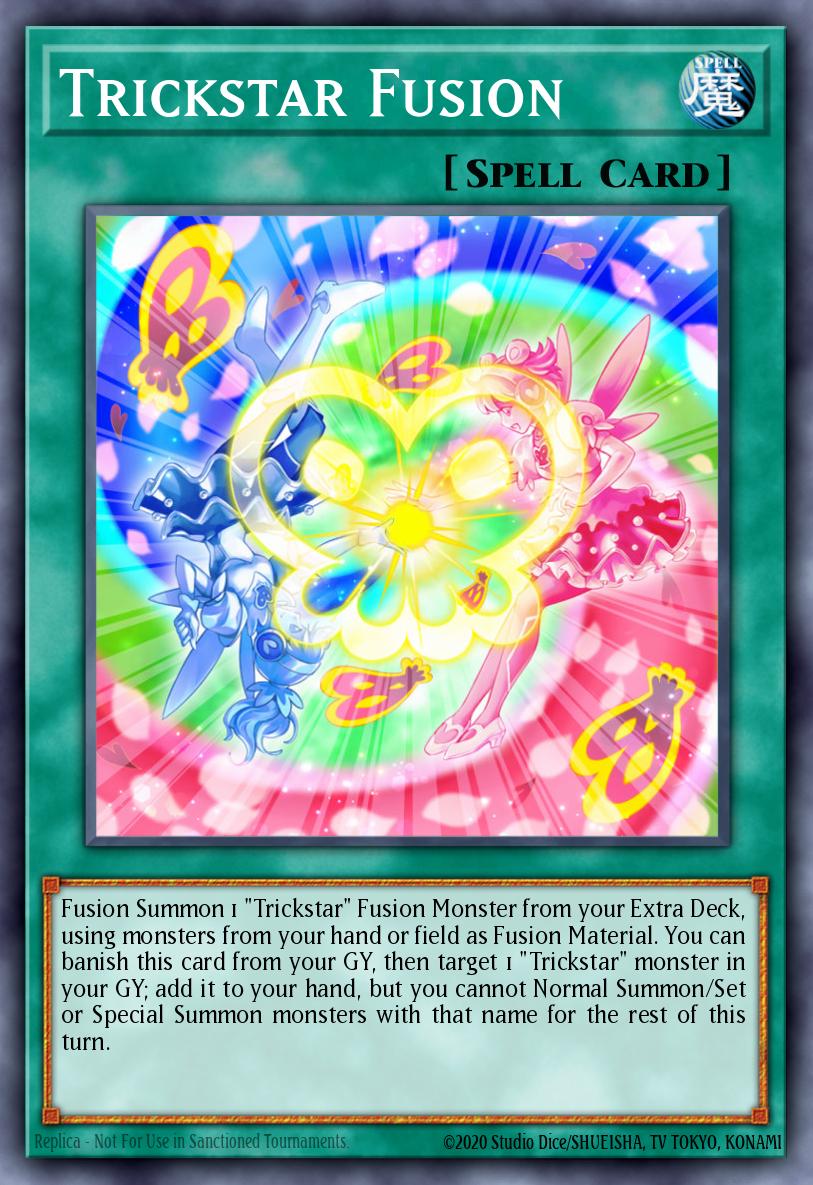 Trickstar Fusion
SPELL
魔
[Spell Card]
Fusion Summon 1 "Trickstar" Fusion Monster from your Extra Deck,
using monsters from your hand or field as Fusion Material. You can
banish this card from your GY, then target 1 "Trickstar" monster in
your GY; add it to your hand, but you cannot Normal Summon/Set
or Special Summon monsters with that name for the rest of this
turn.
Replica - Not For Use in Sanctioned Tournaments.
©2020 Studio Dice/SHUEISHA, TV TOKYO, KONAMI